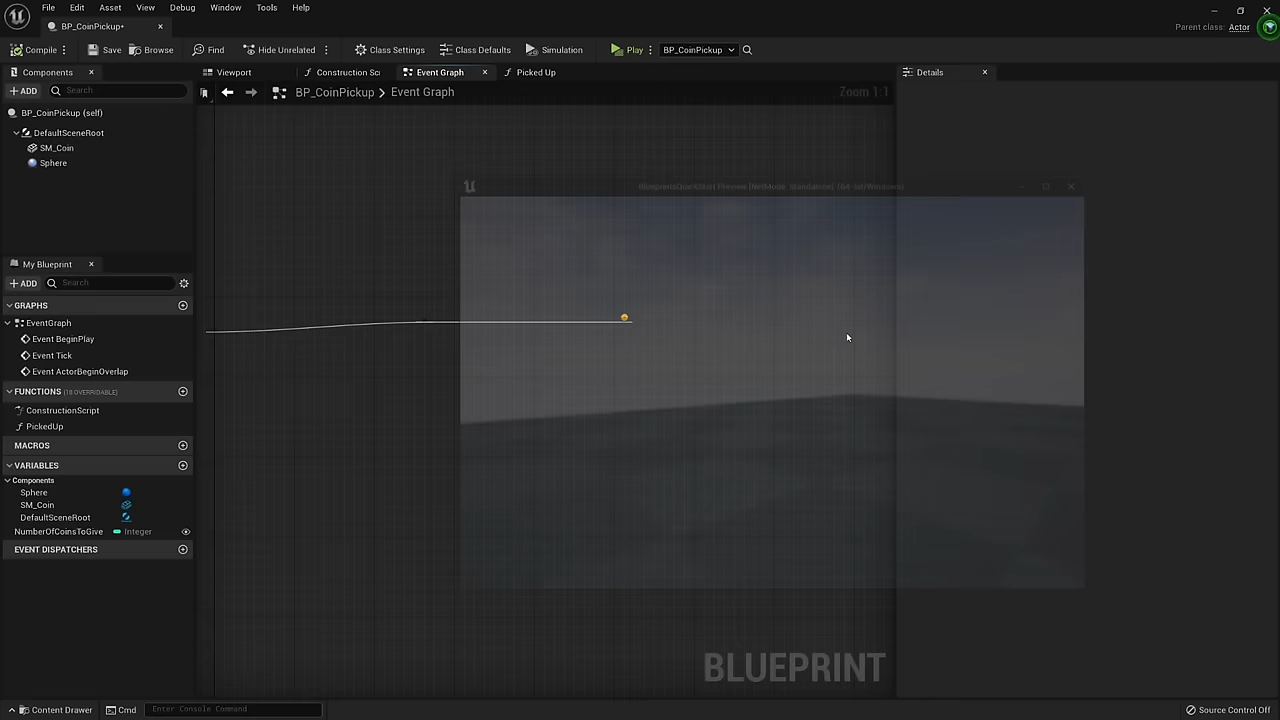 File Edit Asset View Debug Window Tools Help
BP_CoinPickup*
Parent class: Actor
Compile Save Browse Find Hide Unrelated Class Settings Class Defaults Simulation Play BP_CoinPickup
Components Viewport Construction Sc Event Graph Picked Up Details
+ ADD Search BP_CoinPickup > Event Graph Zoom 1:1
BP_CoinPickup (self)
DefaultSceneRoot
SM_Coin
Sphere
My Blueprint
+ ADD Search
GRAPHS
EventGraph
Event BeginPlay
Event Tick
Event ActorBeginOverlap
FUNCTIONS (18 OVERRIDABLE)
ConstructionScript
PickedUp
MACROS
VARIABLES
Components
Sphere
SM_Coin
DefaultSceneRoot
NumberOfCoinsToGive Integer
EVENT DISPATCHERS
BLUEPRINT
Content Drawer Cmd Enter Console Command Source Control Off